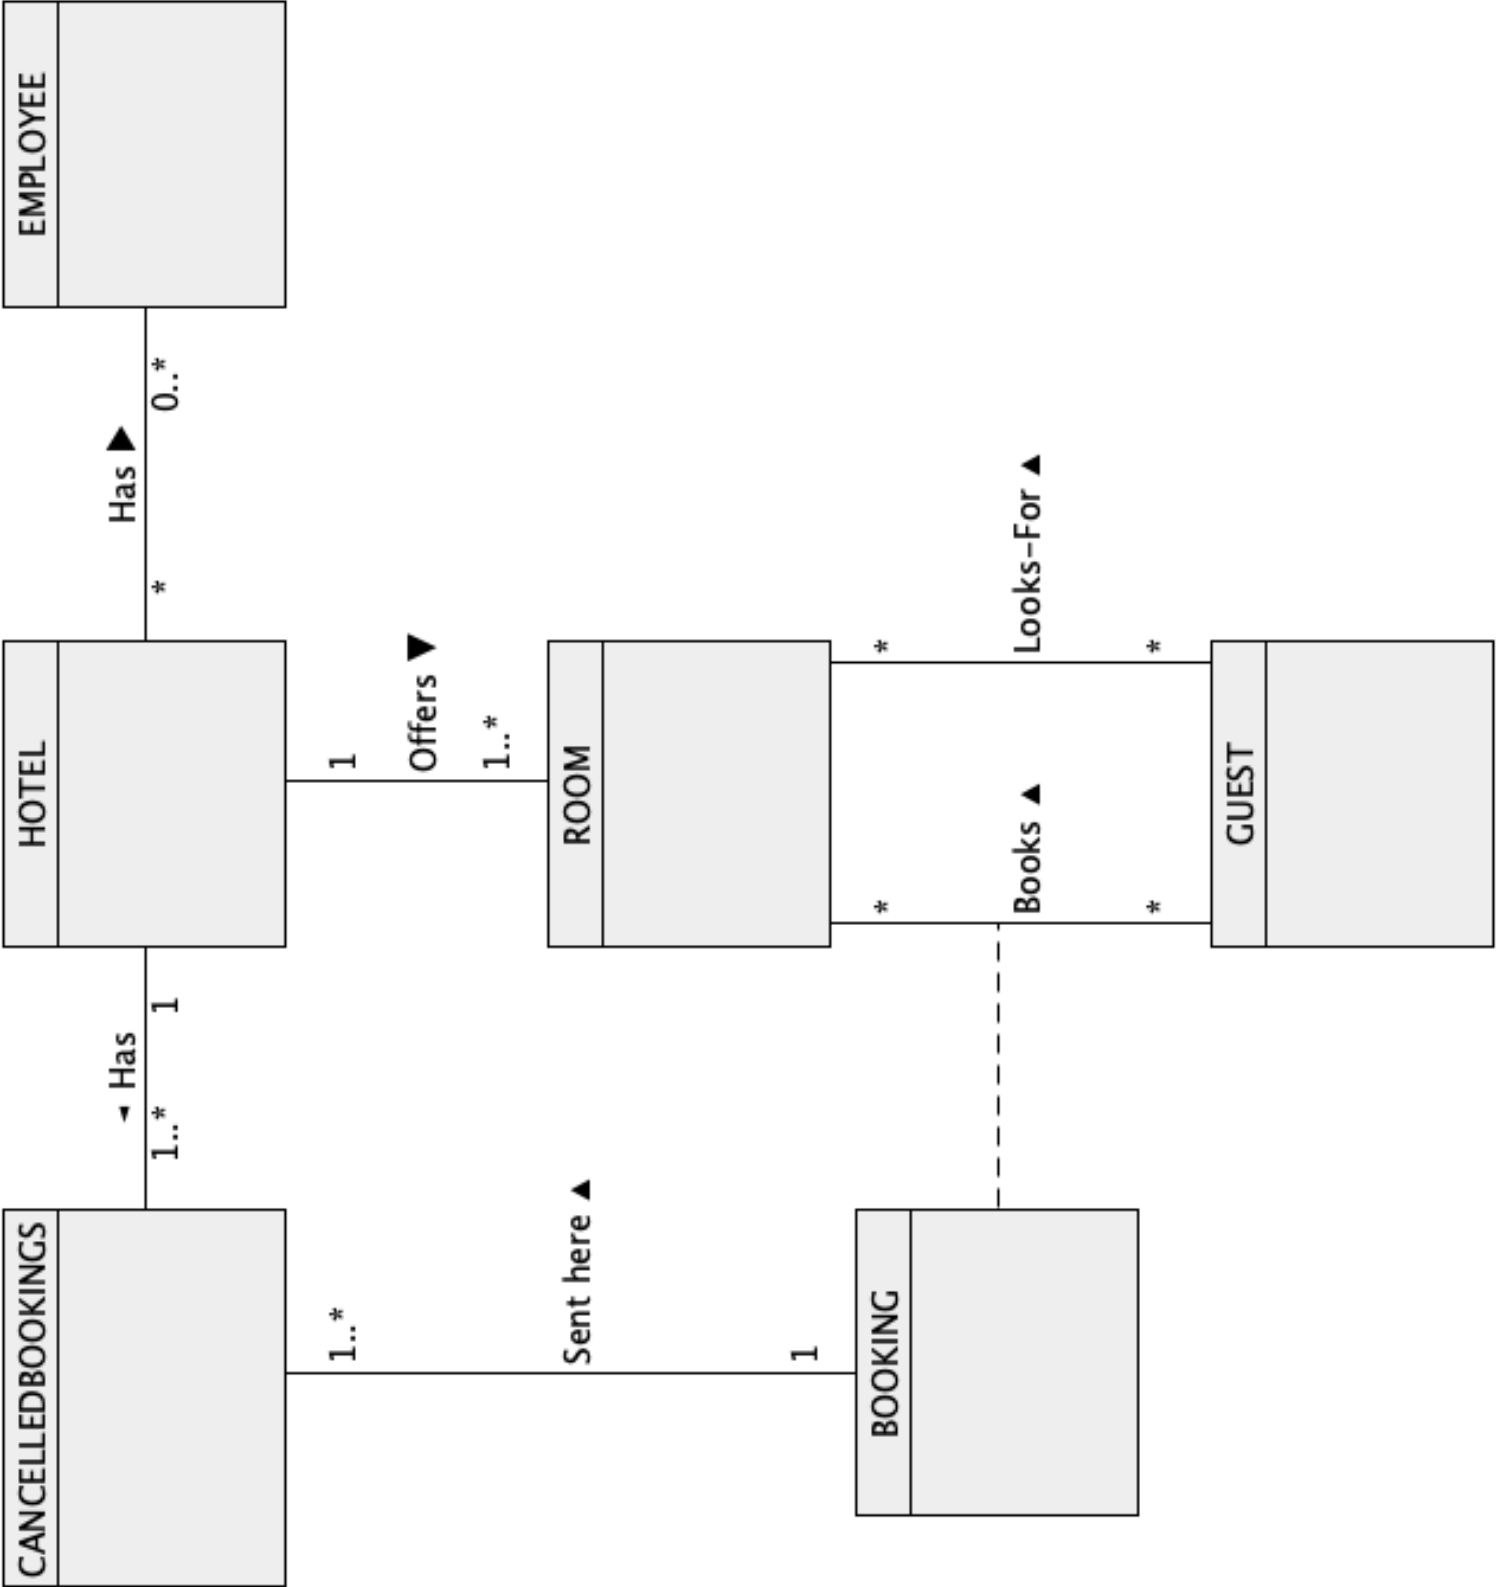 CANCELLEDBOOKINGS
HOTEL
EMPLOYEE
Has
Has
1..*
1
*
0..*
1..*
1
Offers
1..*
Sent here
ROOM
1
BOOKING
*
*
Books
Looks-For
*
*
GUEST